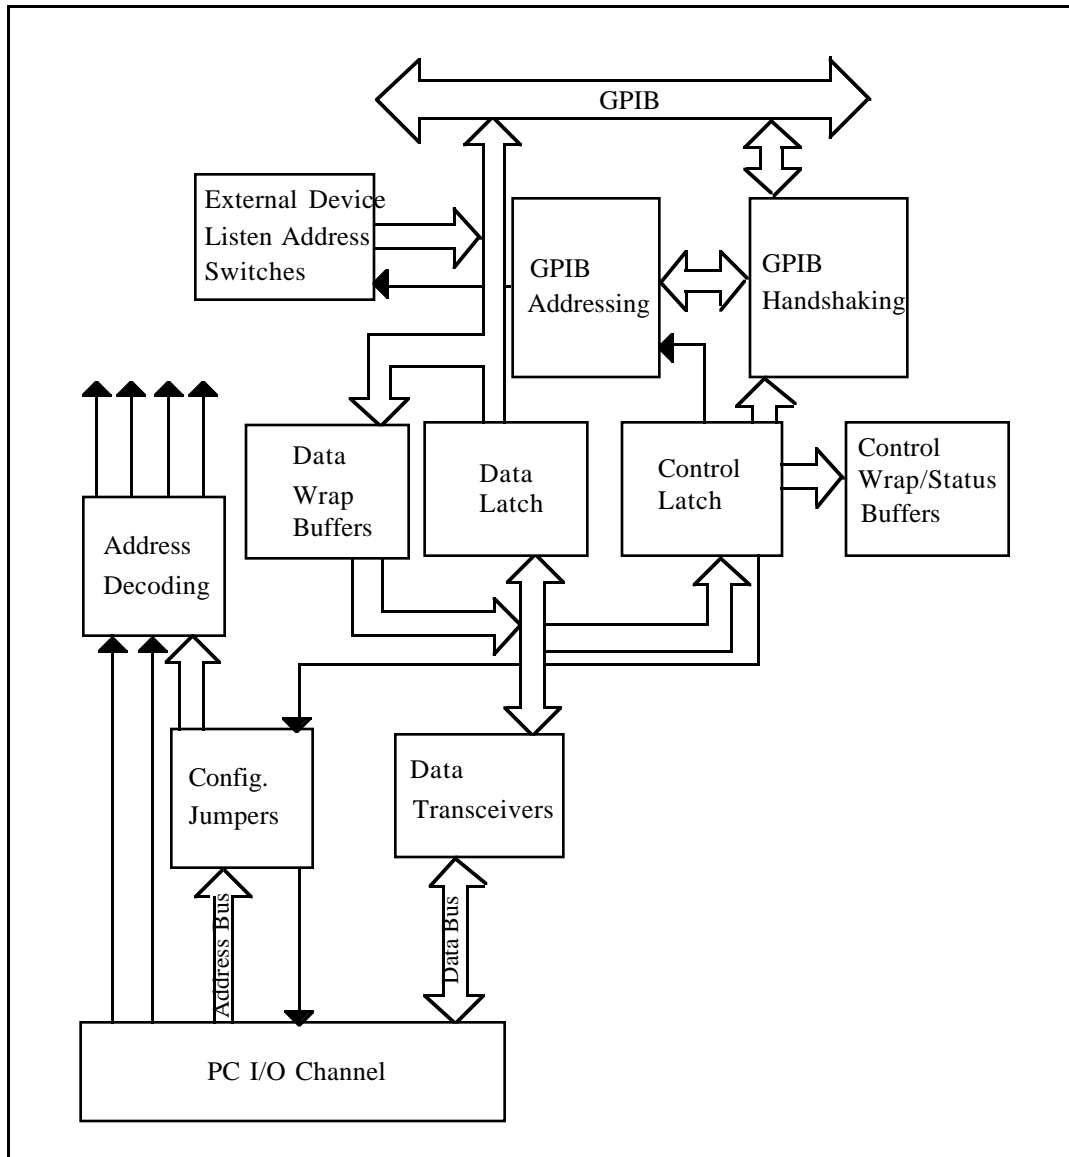 GPIB
External Device
Listen Address
Switches
GPIB
Addressing
GPIB
Handshaking
Data
Wrap
Buffers
Data
Latch
Control
Latch
Control
Wrap/Status
Buffers
Address
Decoding
Config.
Jumpers
Data
Transceivers
Address Bus
Data Bus
PC I/O Channel